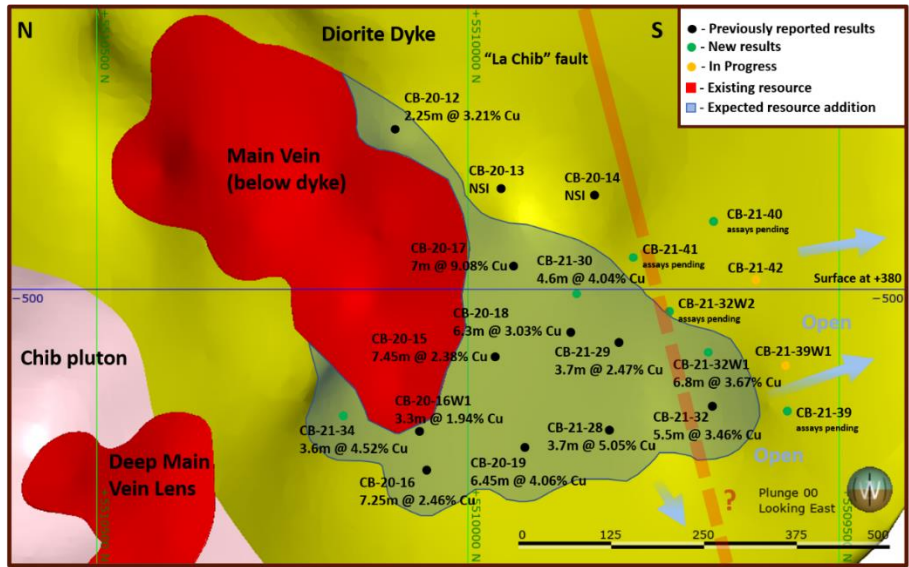 N
Diorite Dyke
S
"La Chib" fault
- Previously reported results
- New results
- In Progress
- Existing resource
- Expected resource addition
+5510000 N
CB-20-12
2.25m @ 3.21% Cu
Main Vein
(below dyke)
CB-20-13
NSI
CB-20-14
NSI
CB-21-40
assays pending
CB-20-17
7m @ 9.08% Cu
CB-21-30
4.6m @ 4.04% Cu
CB-21-41
assays pending
CB-21-42
Surface at +380
−500
−500
CB-21-32W2
assays pending
Open
CB-20-18
6.3m @ 3.03% Cu
CB-20-15
7.45m @ 2.38% Cu
CB-21-29
3.7m @ 2.47% Cu
CB-21-32W1
6.8m @ 3.67% Cu
CB-21-39W1
Chib pluton
CB-20-16W1
3.3m @ 1.94% Cu
CB-21-34
3.6m @ 4.52% Cu
CB-21-28
3.7m @ 5.05% Cu
CB-21-32
5.5m @ 3.46% Cu
CB-21-39
assays pending
Open
Deep Main
Vein Lens
CB-20-16
7.25m @ 2.46% Cu
CB-20-19
6.45m @ 4.06% Cu
?
Plunge 00
Looking East
W
+5510000 N
0 125 250 375 500